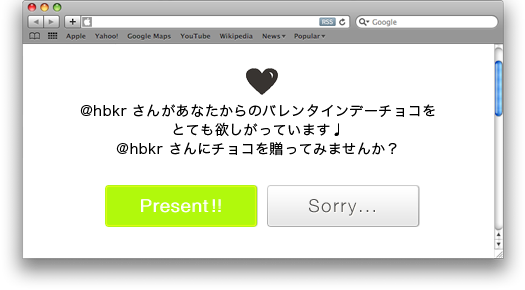 RSS
Google
Apple Yahoo! Google Maps YouTube Wikipedia News Popular
@hbkr さんがあなたからのバレンタインデーチョコを
とても欲しがっています♩
@hbkr さんにチョコを贈ってみませんか？
Present!! Sorry...